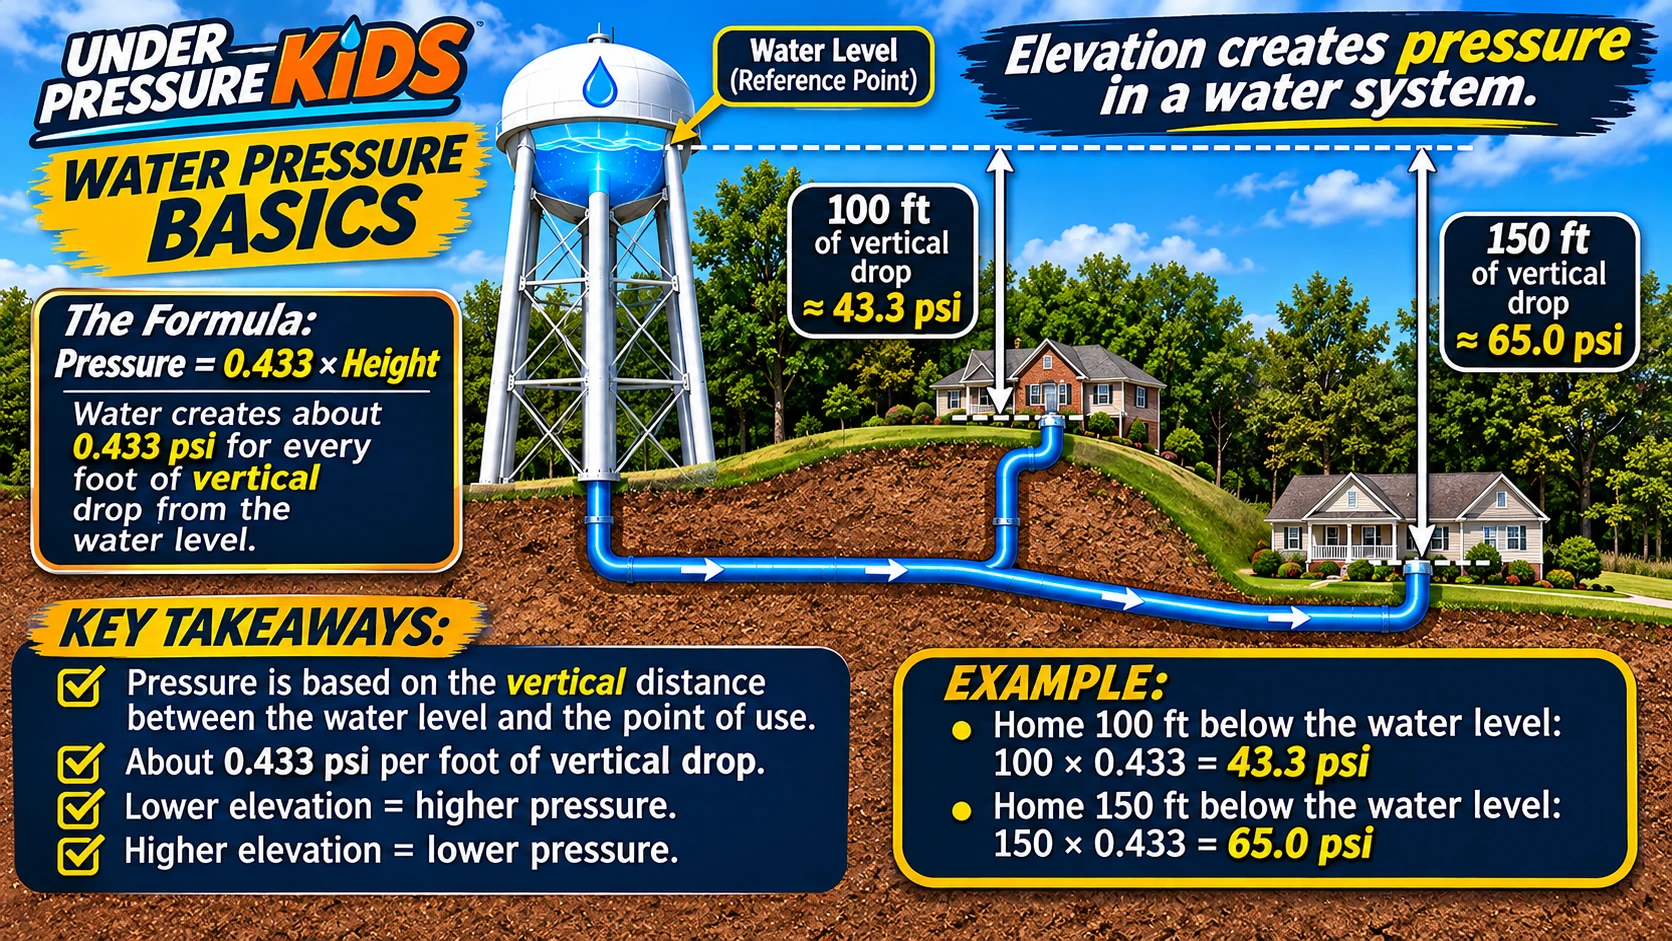 UNDER
PRESSURE KiDS
WATER PRESSURE
BASICS
Water Level
(Reference Point)
Elevation creates pressure
in a water system.
100 ft
of vertical
drop
≈ 43.3 psi
150 ft
of vertical
drop
≈ 65.0 psi
The Formula:
Pressure = 0.433 × Height
Water creates about
0.433 psi for every
foot of vertical
drop from the
water level.
KEY TAKEAWAYS:
Pressure is based on the vertical distance
between the water level and the point of use.
About 0.433 psi per foot of vertical drop.
Lower elevation = higher pressure.
Higher elevation = lower pressure.
EXAMPLE:
Home 100 ft below the water level:
100 × 0.433 = 43.3 psi
Home 150 ft below the water level:
150 × 0.433 = 65.0 psi